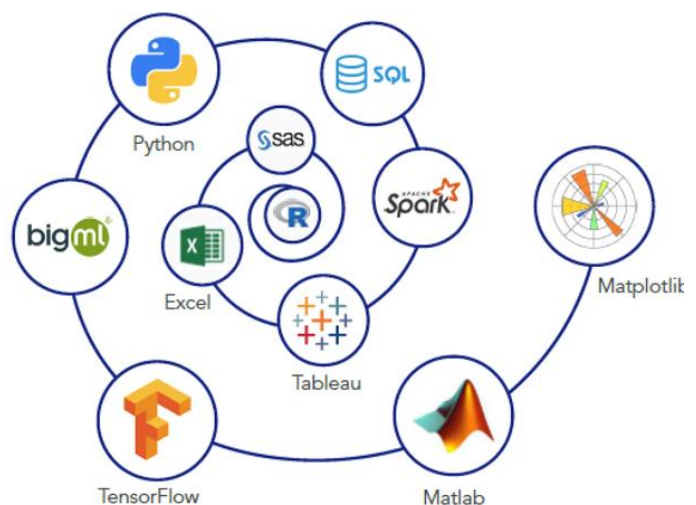 SQL
Python
sas
APACHE
Spark
bigml
R
Excel
Matplotlib
Tableau
TensorFlow
Matlab